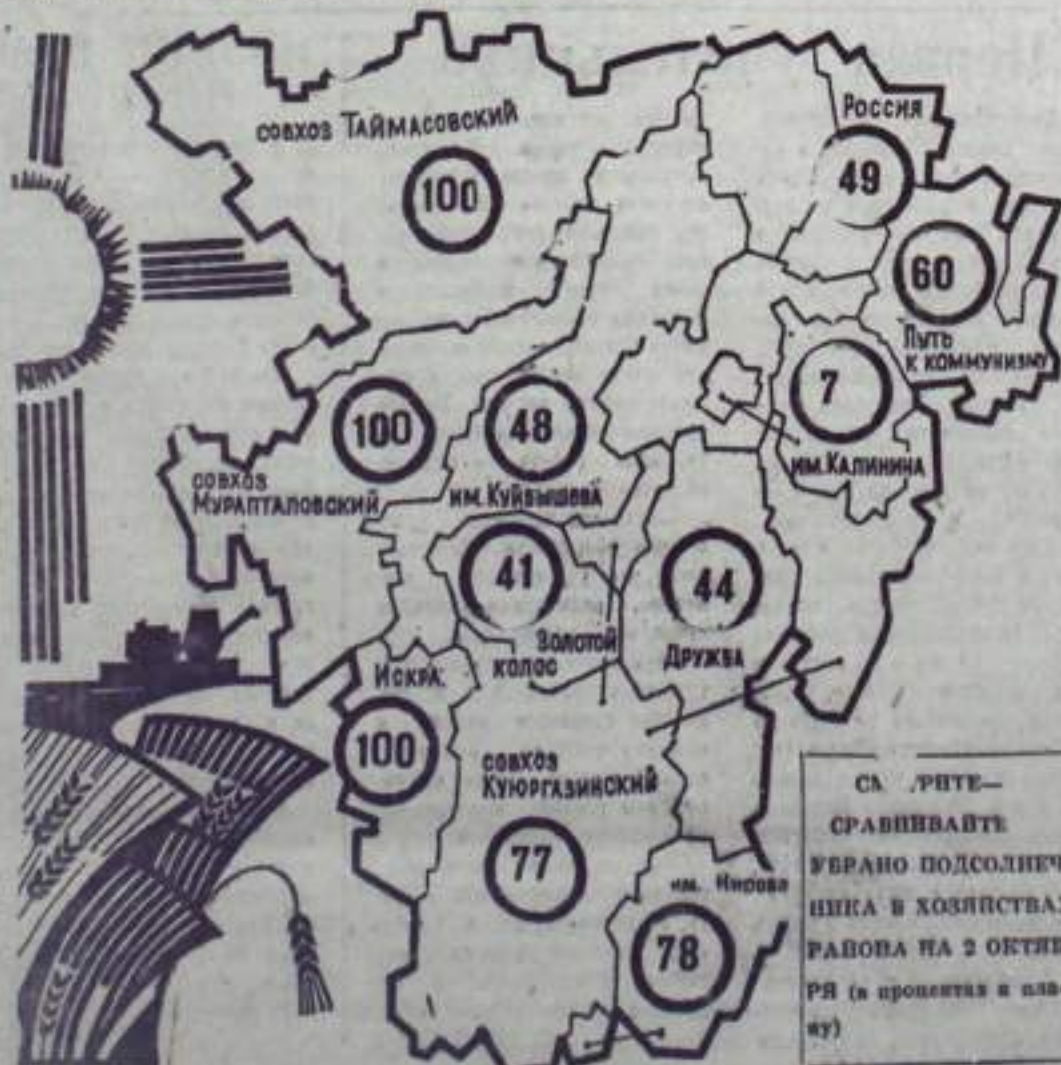 совхоз ТАЙМАСОВСКИЙ
100
РОССИЯ
49
60
ПУТЬ
К КОММУНИЗМУ
7
им. КАЛИНИНА
100
совхоз
МУРАПТАЛОВСКИЙ
48
им. КУЙБЫШЕВА
41
ЗОЛОТОЙ
КОЛОС
44
ДРУЖБА
ИСКРА
100
совхоз
КУЮРГАЗИНСКИЙ
77
им. Кирова
78
СРАВНИВАЙТЕ
УБРАНО ПОДСОЛНЕЧ
НИКА В ХОЗЯЙСТВАХ
РАЙОНА НА 2 ОКТЯБ
РЯ (в процентах к пла-
ну)